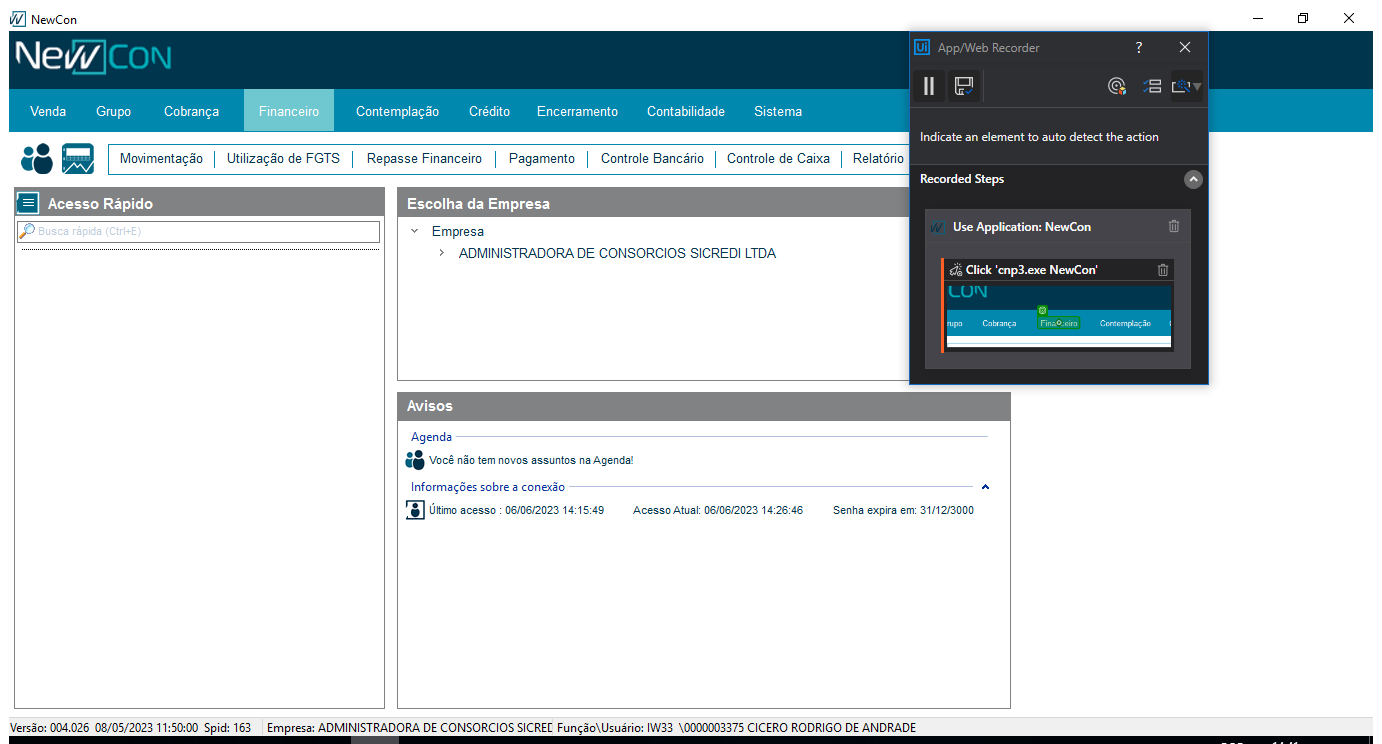 NewCon
NewCon
Venda Grupo Cobrança Financeiro Contemplação Crédito Encerramento Contabilidade Sistema
Movimentação Utilização de FGTS Repasse Financeiro Pagamento Controle Bancário Controle de Caixa Relatório
Acesso Rápido
Busca rápida (Ctrl+E)
Escolha da Empresa
Empresa
ADMINISTRADORA DE CONSORCIOS SICREDI LTDA
Avisos
Agenda
Você não tem novos assuntos na Agenda!
Informações sobre a conexão
Último acesso : 06/06/2023 14:15:49 Acesso Atual: 06/06/2023 14:26:46 Senha expira em: 31/12/3000
Ui App/Web Recorder ?
Indicate an element to auto detect the action
Recorded Steps
Use Application: NewCon
Click 'cnp3.exe NewCon'
CON
rupo Cobrança Financeiro Contemplação
Versão: 004.026 08/05/2023 11:50:00 Spid: 163 Empresa: ADMINISTRADORA DE CONSORCIOS SICREI Função\Usuário: IW33 \0000003375 CICERO RODRIGO DE ANDRADE